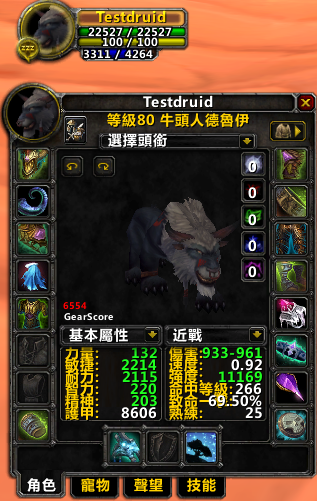 Testdruid
22527 / 22527
100 / 100
3311 / 4264
zzz
Testdruid
等級80 牛頭人德魯伊
選擇頭銜
0
0
0
0
0
6554
GearScore
基本屬性
近戰
力量: 132
敏捷: 2214
耐力: 2115
220
精神: 203
護甲: 8606
傷害:933-961
速度: 0.92
強度: 11169
命中等級:266
致命一 69.50%
熟練: 25
角色
寵物
聲望
技能